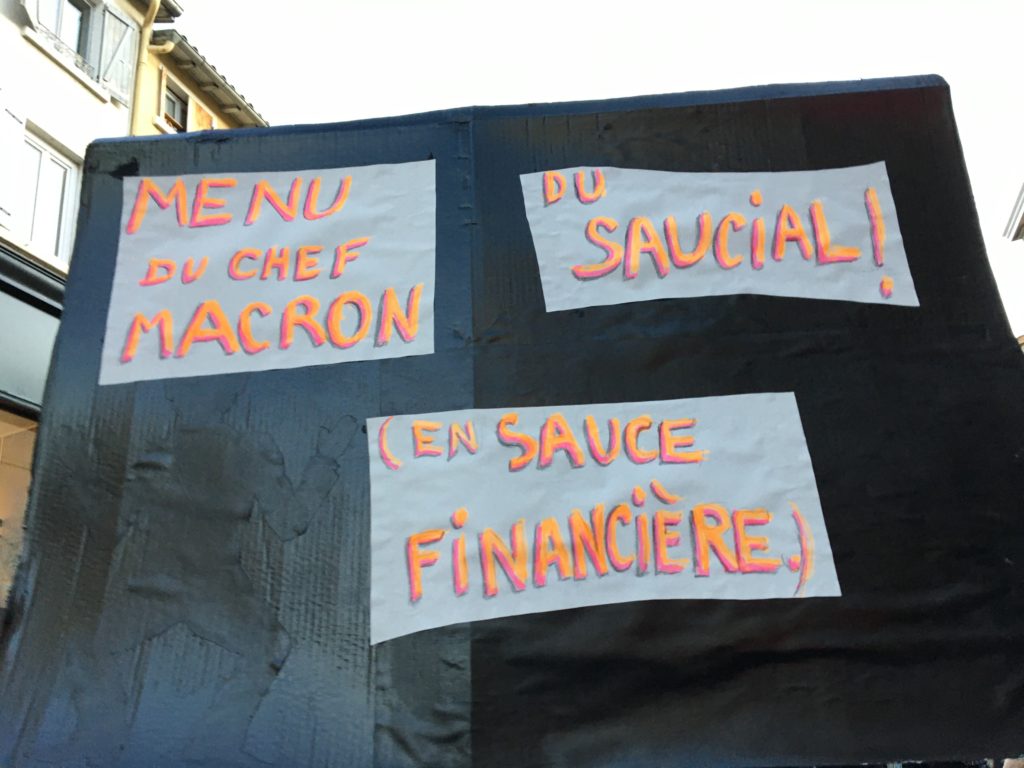 MENU
DU CHEF
MACRON
DU
SAUCiAL!
(EN SAUCE
FiNANCiÈRE.)